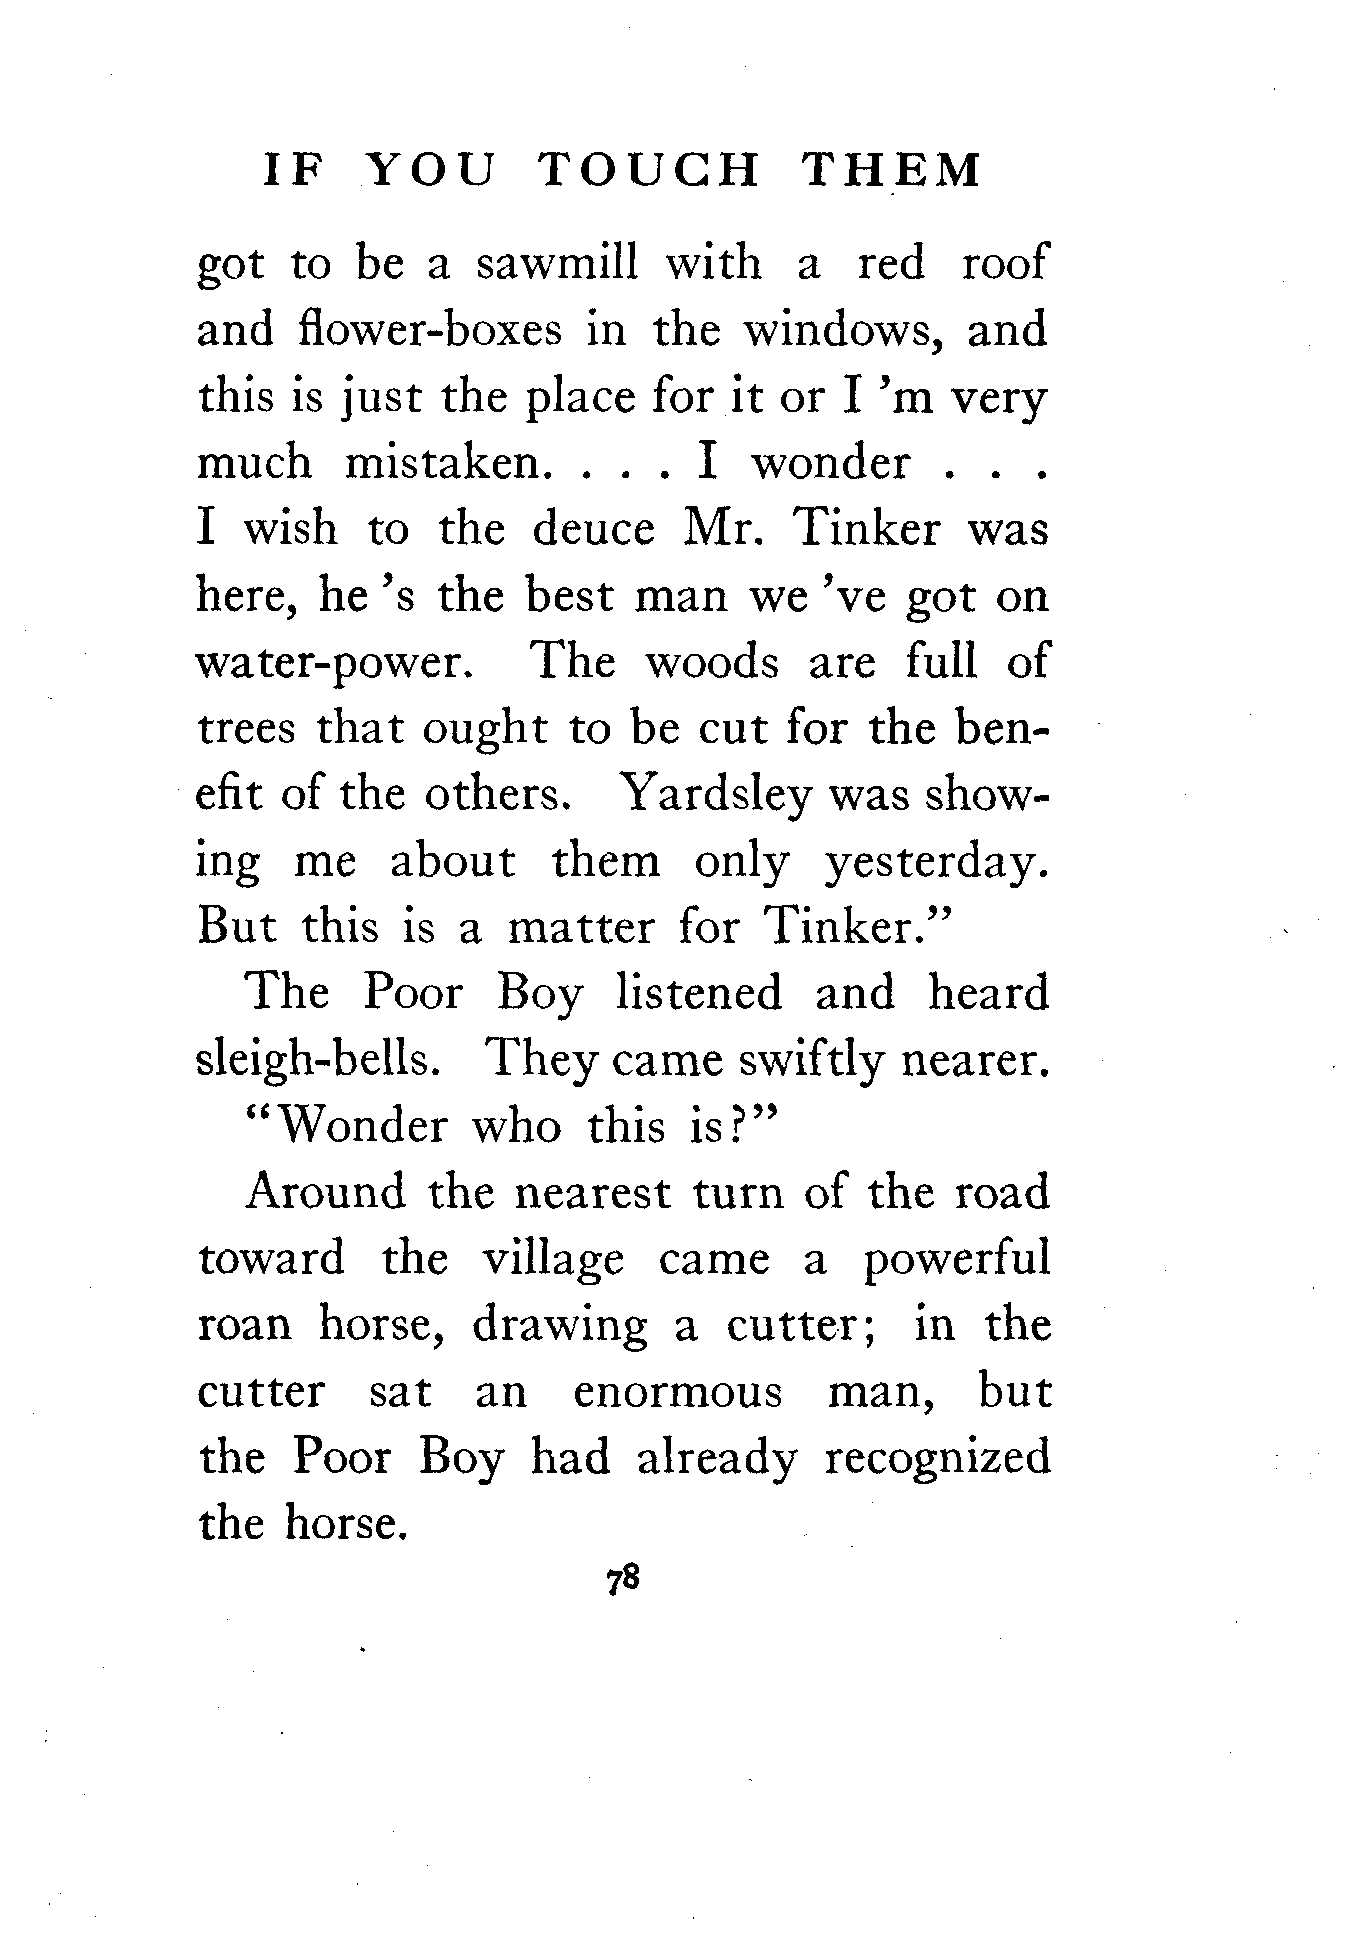 IF YOU TOUCH THEM
got to be a sawmill with a red roof
and flower-boxes in the windows, and
this is just the place for it or I 'm very
much mistaken. . . . I wonder . . .
I wish to the deuce Mr. Tinker was
here, he 's the best man we 've got on
water-power. The woods are full of
trees that ought to be cut for the ben-
efit of the others. Yardsley was show-
ing me about them only yesterday.
But this is a matter for Tinker.”
The Poor Boy listened and heard
sleigh-bells. They came swiftly nearer.
“Wonder who this is?”
Around the nearest turn of the road
toward the village came a powerful
roan horse, drawing a cutter; in the
cutter sat an enormous man, but
the Poor Boy had already recognized
the horse.
78